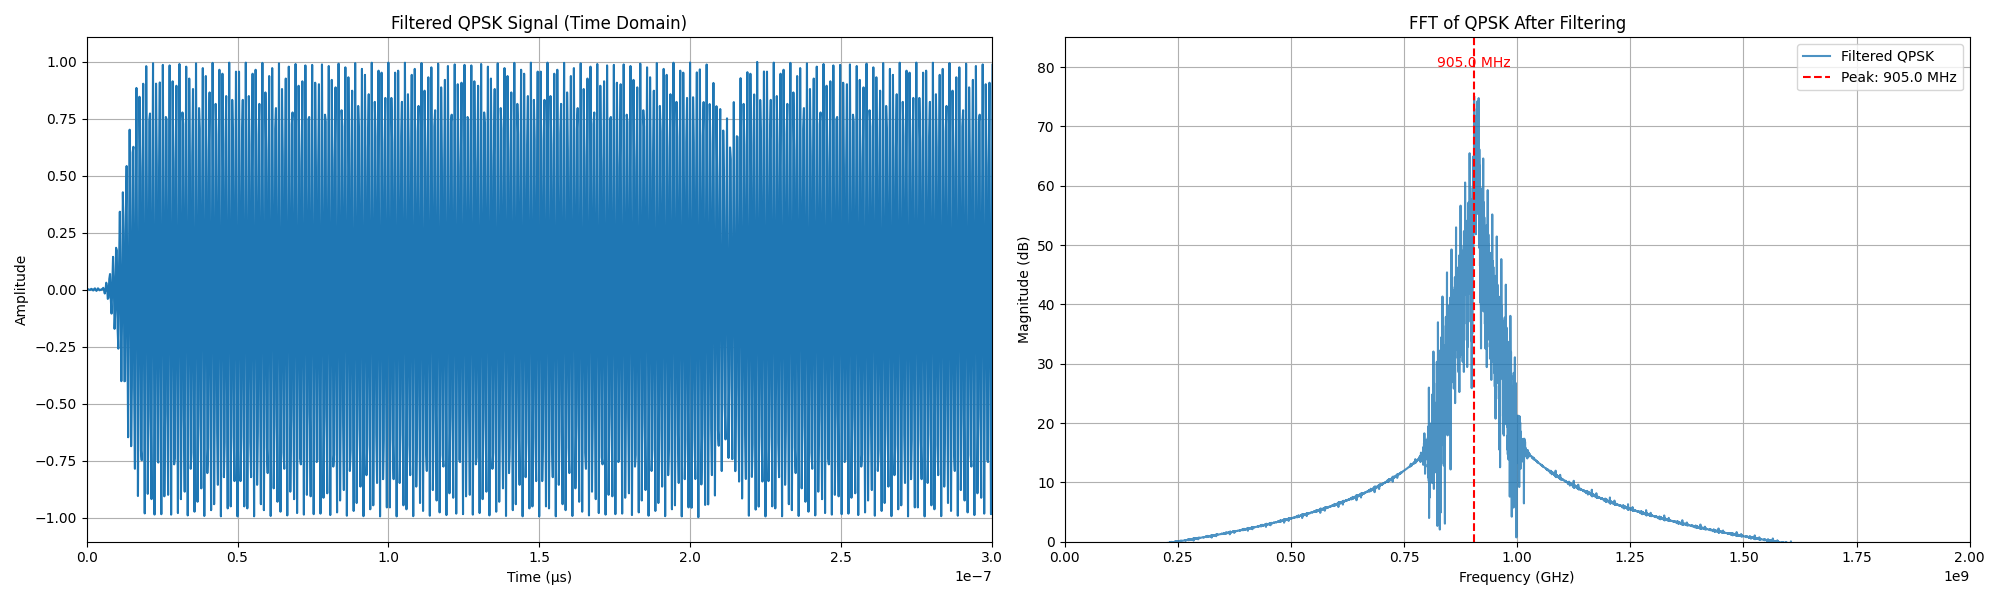 Filtered QPSK Signal (Time Domain)
Amplitude
1.00
0.75
0.50
0.25
0.00
−0.25
−0.50
−0.75
−1.00
0.0 0.5 1.0 1.5 2.0 2.5 3.0
1e−7
Time (μs)
FFT of QPSK After Filtering
Magnitude (dB)
80
70
60
50
40
30
20
10
0
905.0 MHz
Filtered QPSK
Peak: 905.0 MHz
0.00 0.25 0.50 0.75 1.00 1.25 1.50 1.75 2.00
1e9
Frequency (GHz)